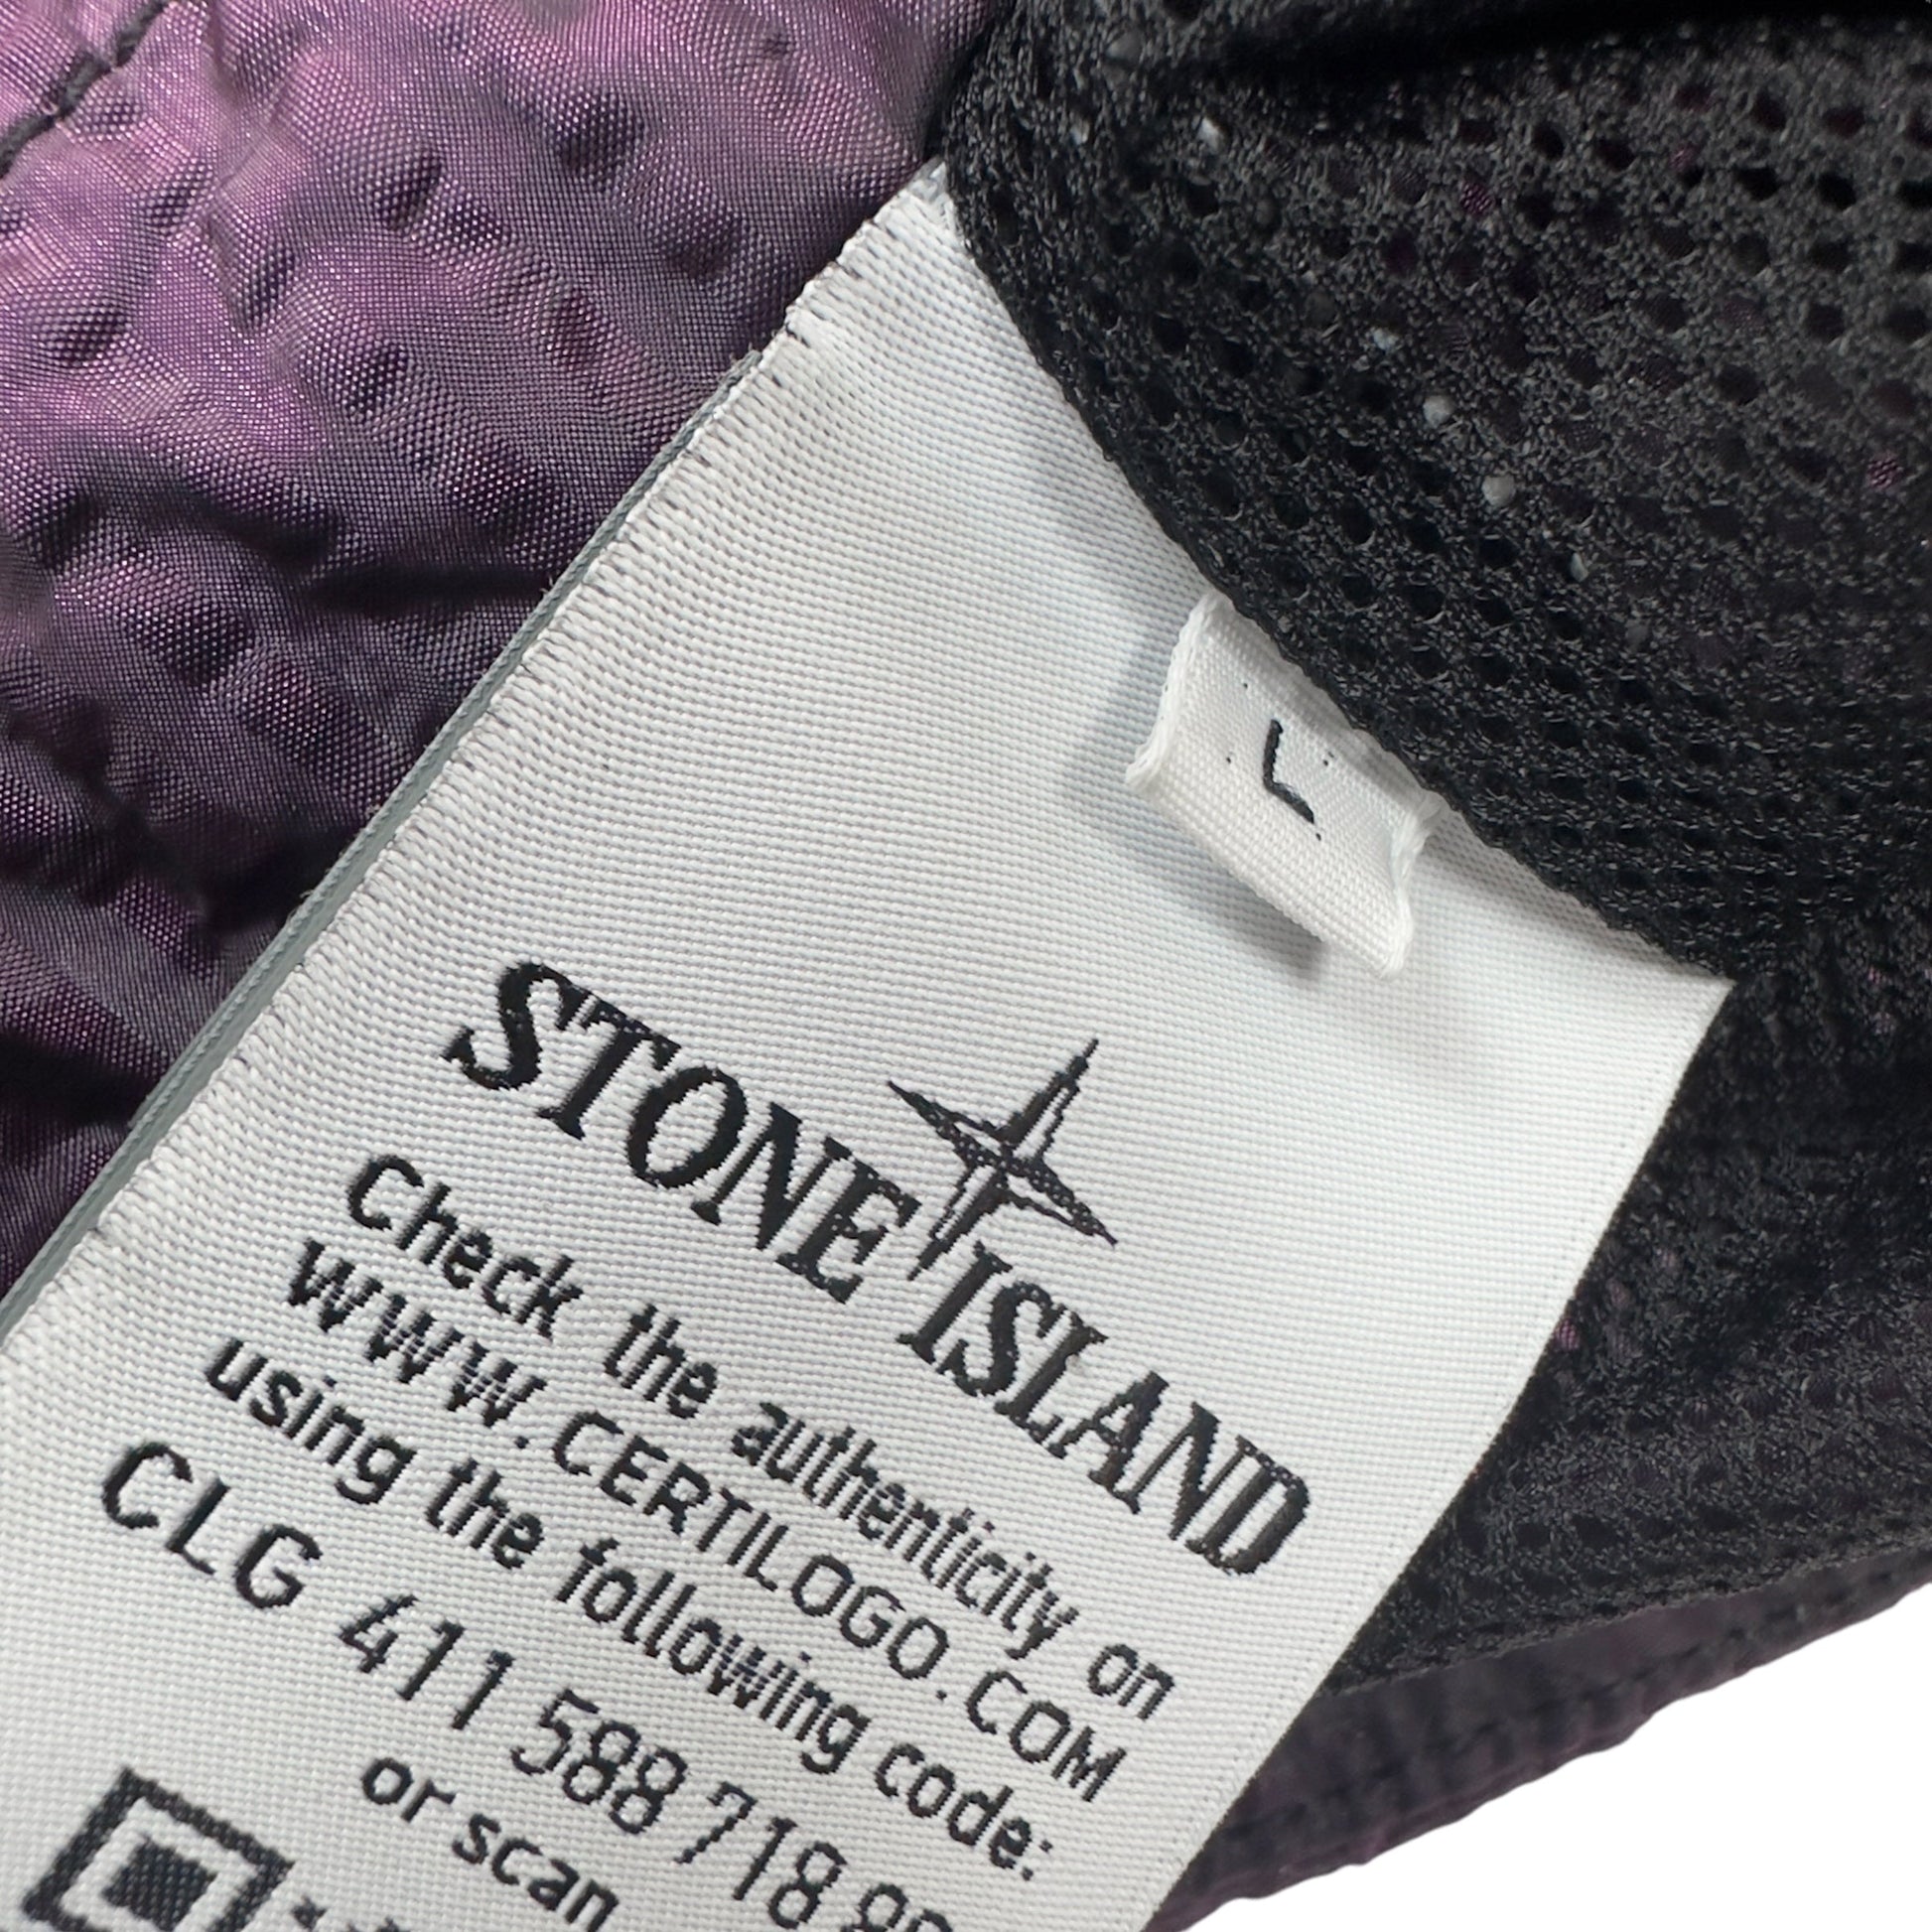 L
STONE ISLAND
Check the authenticity on
WWW.CERTILOGO.COM
using the following code:
CLG 411 588 718
or scan